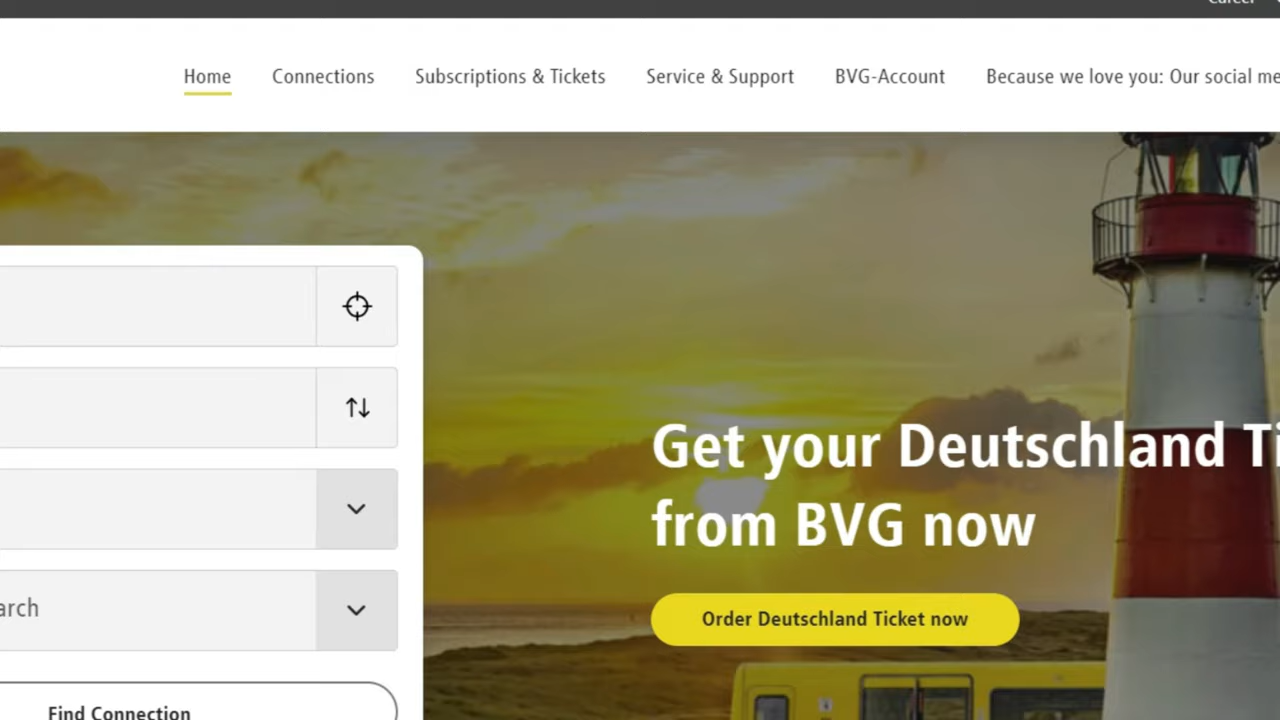 Career
Home Connections Subscriptions & Tickets Service & Support BVG-Account Because we love you: Our social me
Get your Deutschland Ti
from BVG now
arch
Order Deutschland Ticket now
Find Connection